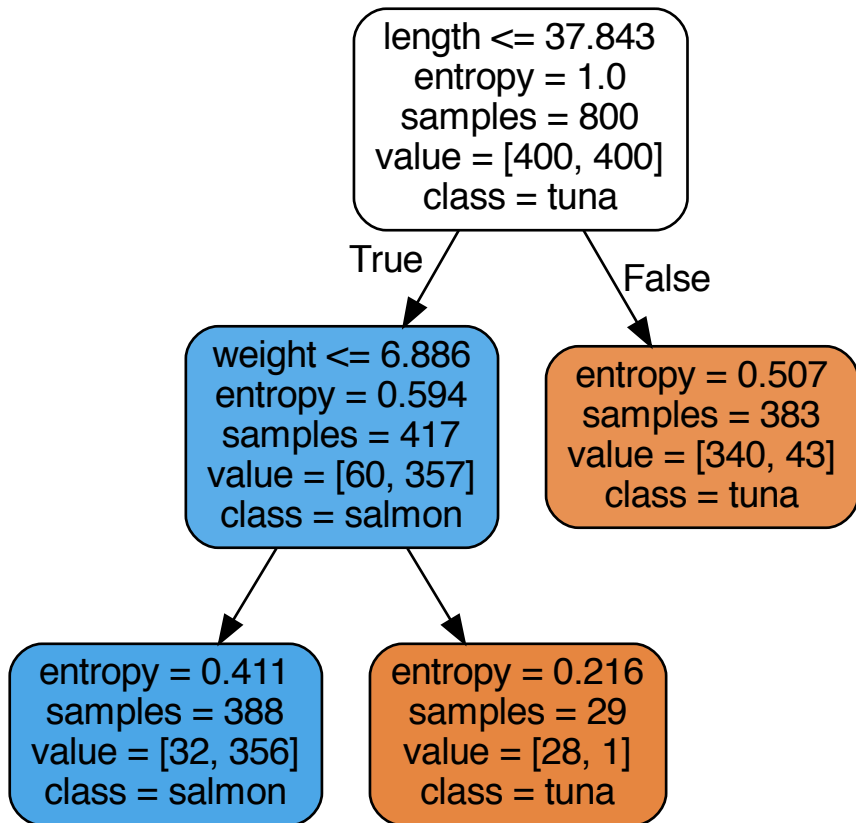 length <= 37.843
entropy = 1.0
samples = 800
value = [400, 400]
class = tuna
True
False
weight <= 6.886
entropy = 0.594
samples = 417
value = [60, 357]
class = salmon
entropy = 0.507
samples = 383
value = [340, 43]
class = tuna
entropy = 0.411
samples = 388
value = [32, 356]
class = salmon
entropy = 0.216
samples = 29
value = [28, 1]
class = tuna